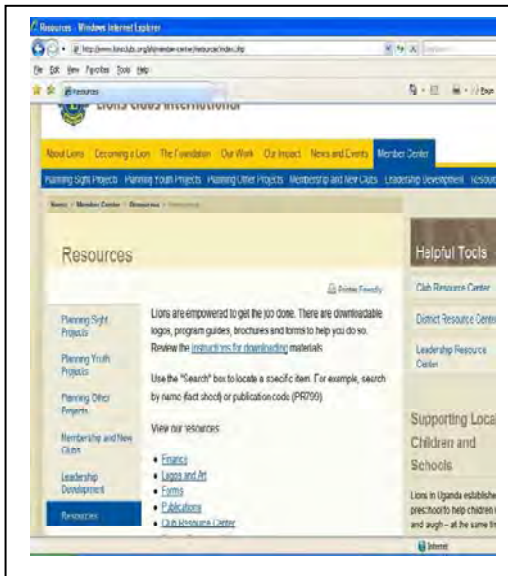 Resources - Windows Internet Explorer
File Edit View Favorites Tools Help
Resources
Page
Lions Clubs International
About Lions Becoming a Lion The Foundation Our Work Our Impact News and Events Member Center
Planning Sight Projects Planning Youth Projects Planning Other Projects Membership and New Clubs Leadership Development Resour
Home > Member Center > Resources >
Resources
Printer Friendly
Planning Sight
Projects
Planning Youth
Projects
Planning Other
Projects
Membership and New
Clubs
Leadership
Development
Resources
Lions are empowered to get the job done. There are downloadable
logos, program guides, brochures and forms to help you do so.
Review the instructions for downloading materials
Use the "Search" box to locate a specific item. For example, search
by name (fact sheet) or publication code (PR799)
View our resources
• Finance
• Logos and Art
• Forms
• Publications
• Club Resource Center
Helpful Tools
Club Resource Center
District Resource Cente
Leadership Resource
Center
Supporting Local
Children and
Schools
Lions in Uganda establishe
preschool to help children
and - at the same
Internet